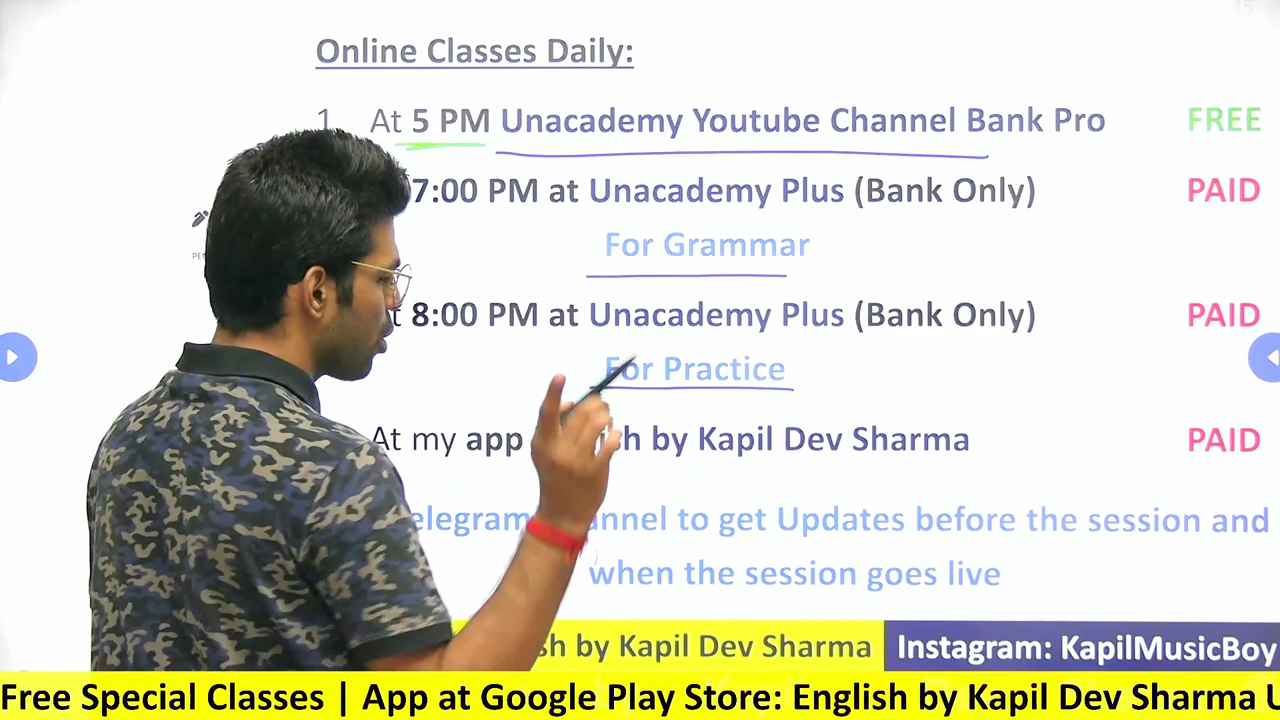 Online Classes Daily:
1. At 5 PM Unacademy Youtube Channel Bank Pro FREE
7:00 PM at Unacademy Plus (Bank Only) PAID
For Grammar
8:00 PM at Unacademy Plus (Bank Only) PAID
For Practice
At my app by Kapil Dev Sharma PAID
channel to get Updates before the session and
when the session goes live
by Kapil Dev Sharma Instagram: KapilMusicBoy
Free Special Classes | App at Google Play Store: English by Kapil Dev Sharma